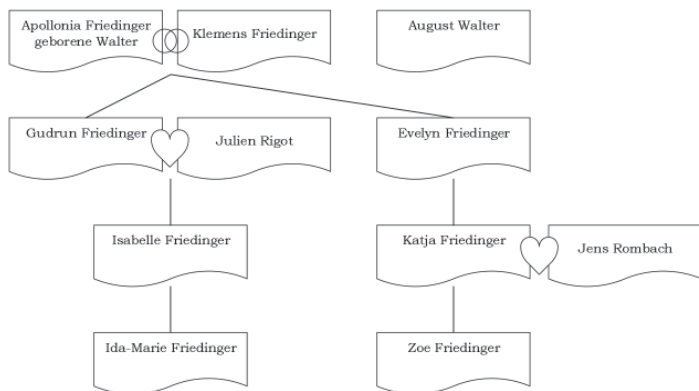 Apollonia Friedinger
geborene Walter
Klemens Friedinger
August Walter
Gudrun Friedinger
Julien Rigot
Evelyn Friedinger
Isabelle Friedinger
Katja Friedinger
Jens Rombach
Ida-Marie Friedinger
Zoe Friedinger